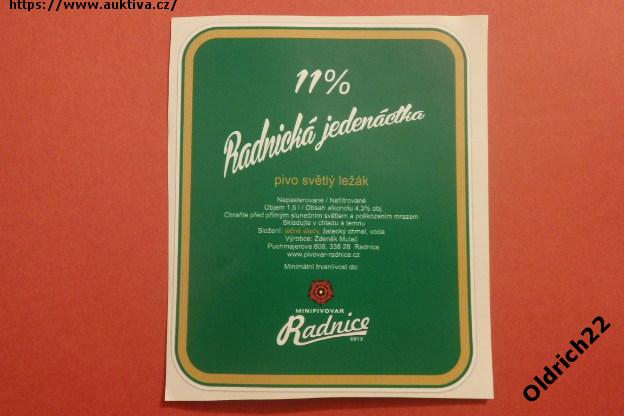 https://www.auktiva.cz/
11%
Radnická jedenáctka
pivo světlý ležák
Nepasterované / Nefiltrované
Objem 1,5 l / Obsah alkoholu 4,3% obj.
Chraňte před přímým slunečním světlem a poškozením mrazem
Skladujte v chladu a temnu
Složení: ječné slady, žatecký chmel, voda
Výrobce: Zdeněk Mulač
Puchmajerova 606, 338 28 Radnice
www.pivovar-radnice.cz
Minimální trvanlivost do:
MINIPIVOVAR
Radnice
2012
Oldrich22